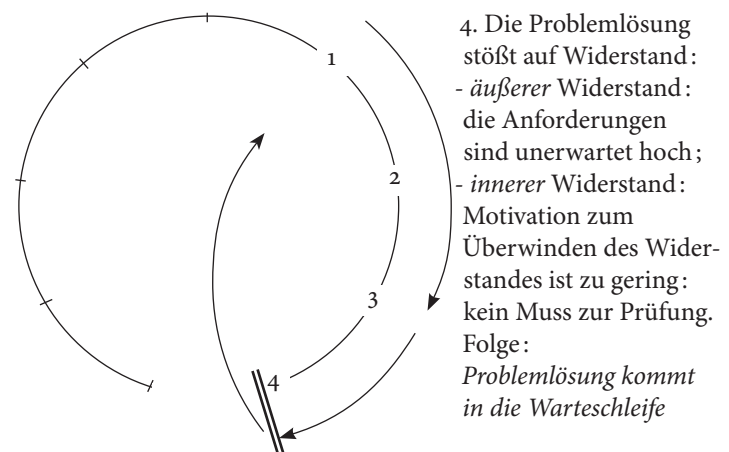 1
2
3
4
4. Die Problemlösung
stößt auf Widerstand:
- äußerer Widerstand:
die Anforderungen
sind unerwartet hoch;
- innerer Widerstand:
Motivation zum
Überwinden des Wider-
standes ist zu gering:
kein Muss zur Prüfung.
Folge:
Problemlösung kommt
in die Warteschleife